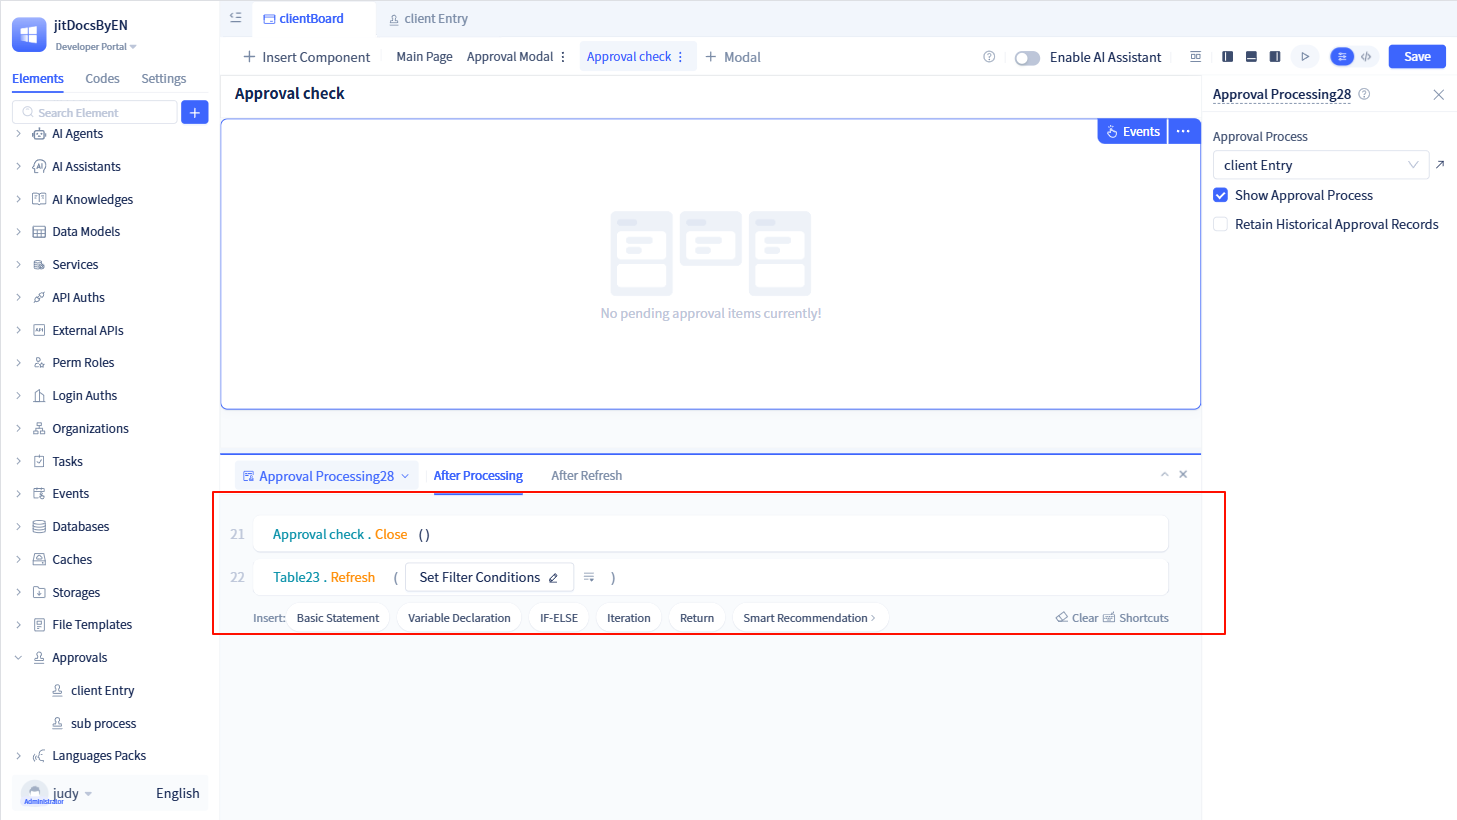 jitDocsByEN
Developer Portal
Elements Codes Settings
Search Element
AI Agents
AI Assistants
AI Knowledges
Data Models
Services
API Auths
External APIs
Perm Roles
Login Auths
Organizations
Tasks
Events
Databases
Caches
Storages
File Templates
Approvals
client Entry
sub process
Languages Packs
judy
Administrator
English
clientBoard client Entry
Insert Component Main Page Approval Modal Approval check Modal
Enable AI Assistant Save
Approval check
Events
No pending approval items currently!
Approval Processing28 After Processing After Refresh
21 Approval check . Close ( )
22 Table23 . Refresh ( Set Filter Conditions )
Insert: Basic Statement Variable Declaration IF-ELSE Iteration Return Smart Recommendation Clear Shortcuts
Approval Processing28
Approval Process
client Entry
Show Approval Process
Retain Historical Approval Records